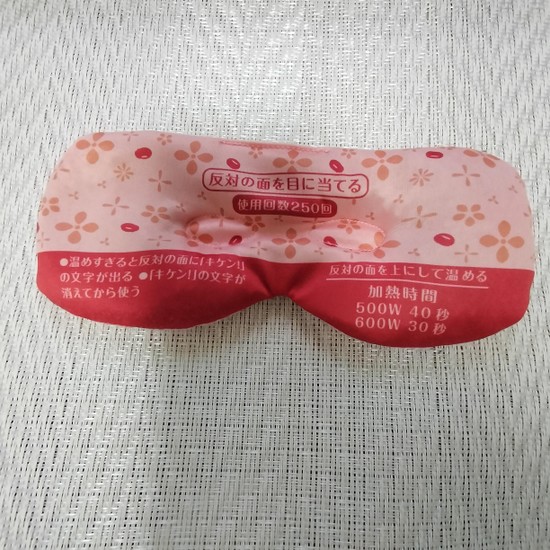 反対の面を目に当てる
使用回数250回
●温めすぎると反対の面に「キケン!」
の文字が出る ●「キケン!」の文字が
消えてから使う
反対の面を上にして温める
加熱時間
500W 40秒
600W 30秒